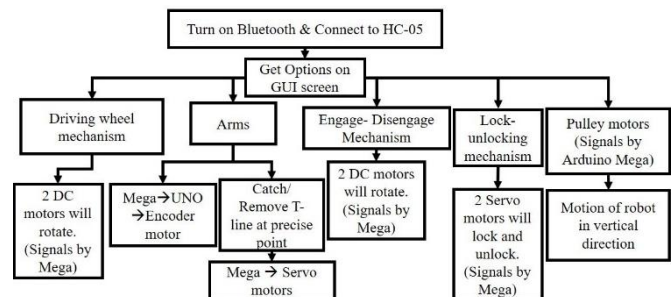 Turn on Bluetooth & Connect to HC-05
Get Options on
GUI screen
Driving wheel
mechanism
Arms
Engage- Disengage
Mechanism
Lock-
unlocking
mechanism
Pulley motors
(Signals by
Arduino Mega)
2 DC
motors will
rotate.
(Signals by
Mega)
Mega→UNO
→Encoder
motor
Catch/
Remove T-
line at precise
point
2 DC motors
will rotate.
(Signals by
Mega)
2 Servo
motors will
lock and
unlock.
(Signals by
Mega)
Motion of robot
in vertical
direction
Mega → Servo
motors